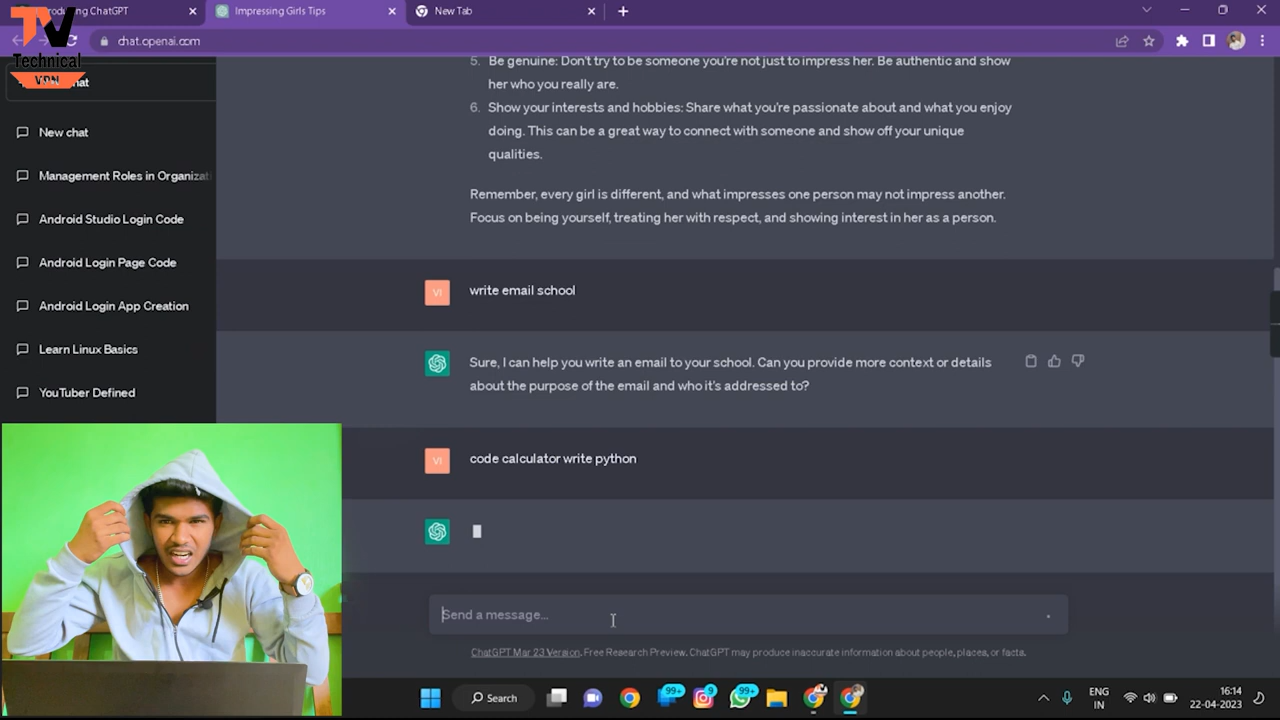 oducing ChatGPT
Impressing Girls Tips
New Tab
chat.openai.com
TV
Technical
VPN
hat
New chat
Management Roles in Organizati
Android Studio Login Code
Android Login Page Code
Android Login App Creation
Learn Linux Basics
YouTuber Defined
5. Be genuine: Don't try to be someone you're not just to impress her. Be authentic and show
her who you really are.
6. Show your interests and hobbies: Share what you're passionate about and what you enjoy
doing. This can be a great way to connect with someone and show off your unique
qualities.
Remember, every girl is different, and what impresses one person may not impress another.
Focus on being yourself, treating her with respect, and showing interest in her as a person.
VI write email school
Sure, I can help you write an email to your school. Can you provide more context or details
about the purpose of the email and who it's addressed to?
VI code calculator write python
Send a message...
ChatGPT Mar 23 Version. Free Research Preview. ChatGPT may produce inaccurate information about people, places, or facts.
Search
99+
9
99+
ENG
IN
16:14
22-04-2023